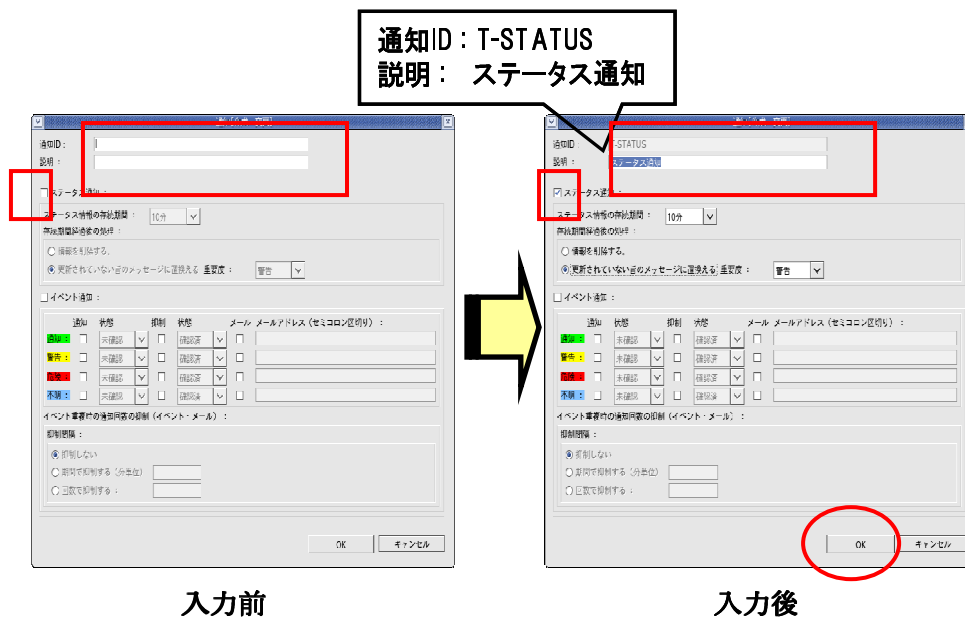 通知ID：T-STATUS
説明： ステータス通知
通知ID：
説明 ：
ステータス通知 ：
ステータス情報の存続期間 ： 10分
存続期間経過後の処理 ：
情報を削除する。
更新されていない旨のメッセージに置換える 重要度 ： 警告
イベント通知 ：
通知 状態 抑制 状態 メール メールアドレス（セミコロン区切り） ：
通知 ： 未確認 確認済
警告 ： 未確認 確認済
危険 ： 未確認 確認済
不明 ： 未確認 確認済
イベント重複時の通知回数の抑制（イベント・メール） ：
抑制間隔 ：
抑制しない
期間で抑制する（分単位）
回数で抑制する ：
OK キャンセル
入力前
通知ID： T-STATUS
説明 ： ステータス通知
ステータス通知 ：
ステータス情報の存続期間 ： 10分
存続期間経過後の処理 ：
情報を削除する。
更新されていない旨のメッセージに置換える 重要度 ： 警告
イベント通知 ：
通知 状態 抑制 状態 メール メールアドレス（セミコロン区切り） ：
通知 ： 未確認 確認済
警告 ： 未確認 確認済
危険 ： 未確認 確認済
不明 ： 未確認 確認済
イベント重複時の通知回数の抑制（イベント・メール） ：
抑制間隔 ：
抑制しない
期間で抑制する（分単位）
回数で抑制する ：
OK キャンセル
入力後